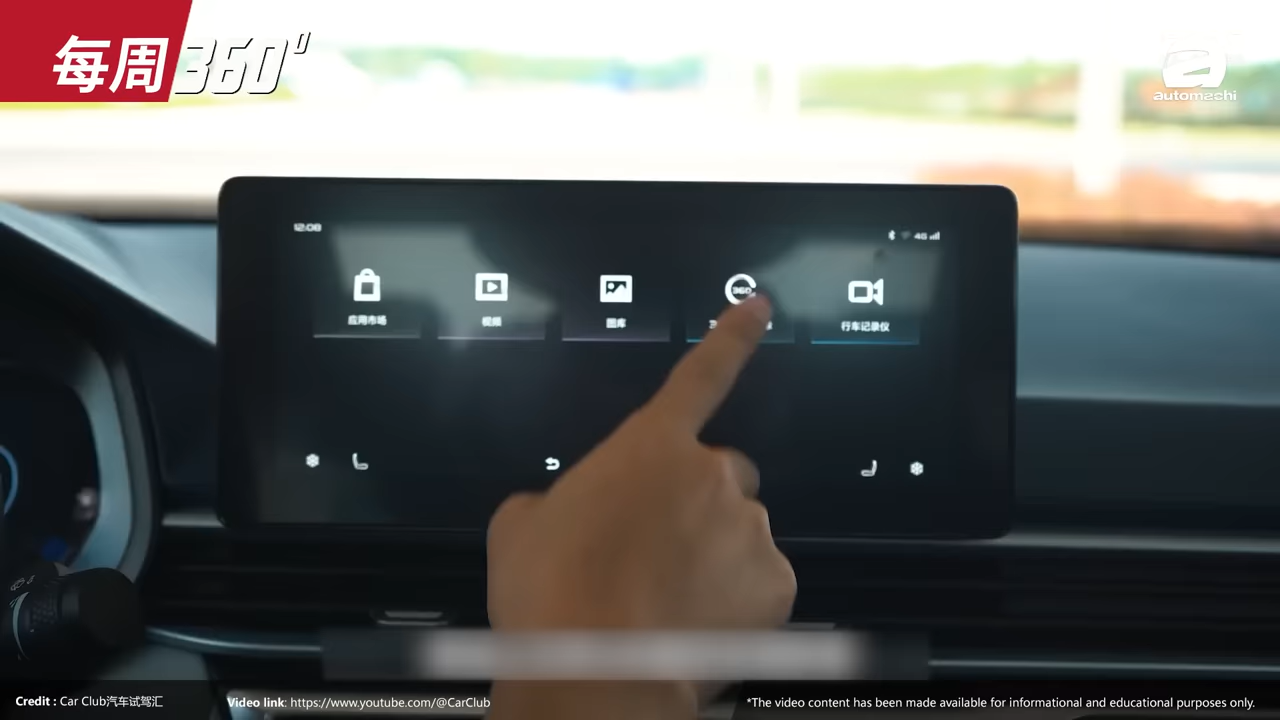 每周360°
automachi
12:08
4G
应用市场
视频
图库
360
行车记录仪
Credit : Car Club汽车试驾汇
Video link: https://www.youtube.com/@CarClub
*The video content has been made available for informational and educational purposes only.